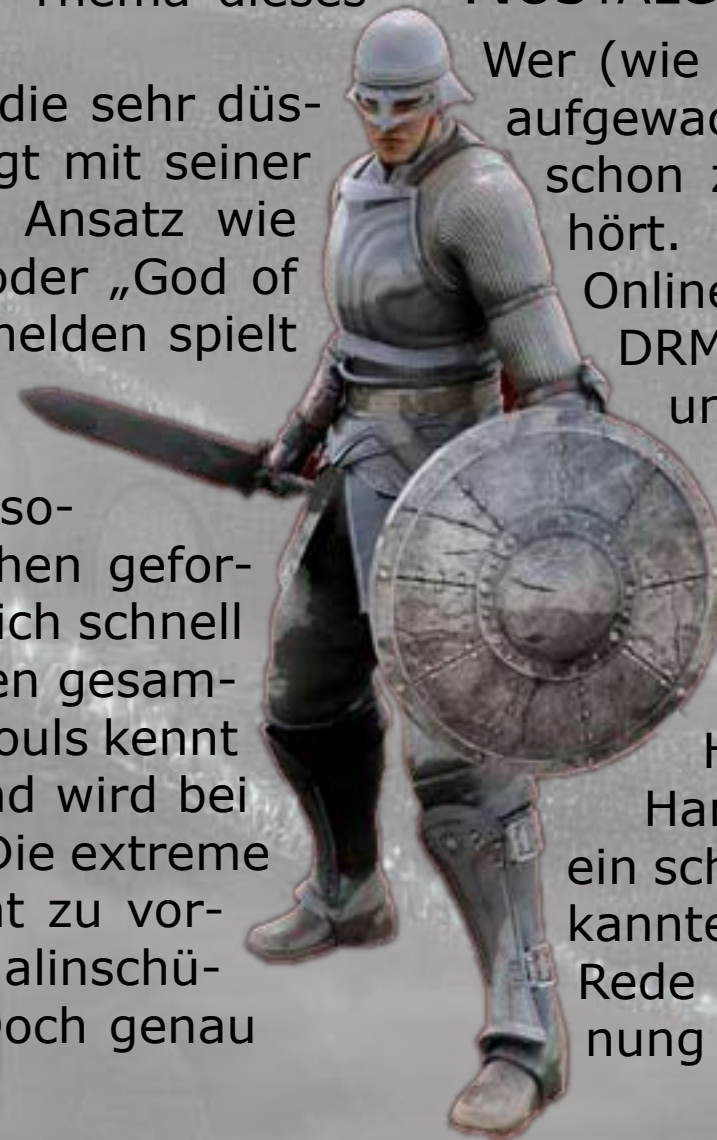 Thema dieses
die sehr düs-
gt mit seiner
Ansatz wie
oder „God of
elden spielt
so-
hen gefor-
ich schnell
en gesam-
ouls kennt
nd wird bei
Die extreme
t zu vor-
alinschü-
och genau
Wer (wie
aufgewac
schon z
hört.
Online
DRM
un
H
Har
ein sch
kannte
Rede
nung